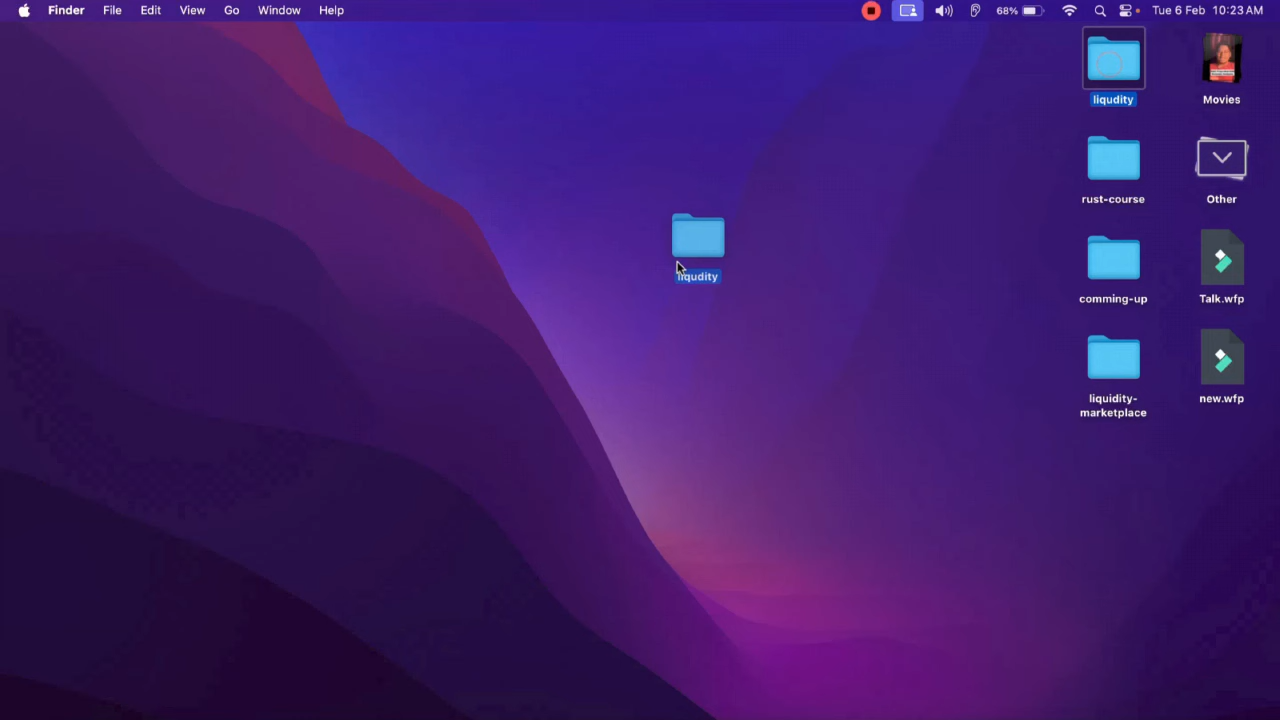 Finder File Edit View Go Window Help 68% Tue 6 Feb 10:23 AM
liqudity
Movies
rust-course
Other
liqudity
comming-up
Talk.wfp
liquidity-
marketplace
new.wfp